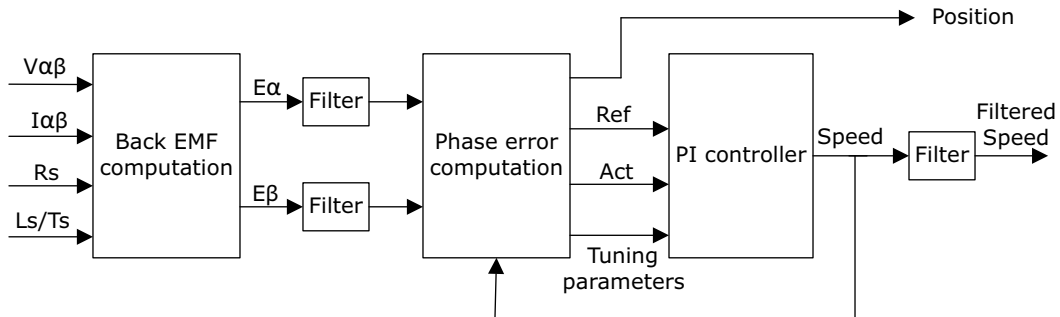 Position
Vαβ
Iαβ
Rs
Ls/Ts
Back EMF
computation
Eα
Filter
Eβ
Filter
Phase error
computation
Ref
Act
Tuning
parameters
PI controller
Speed
Filter
Filtered
Speed